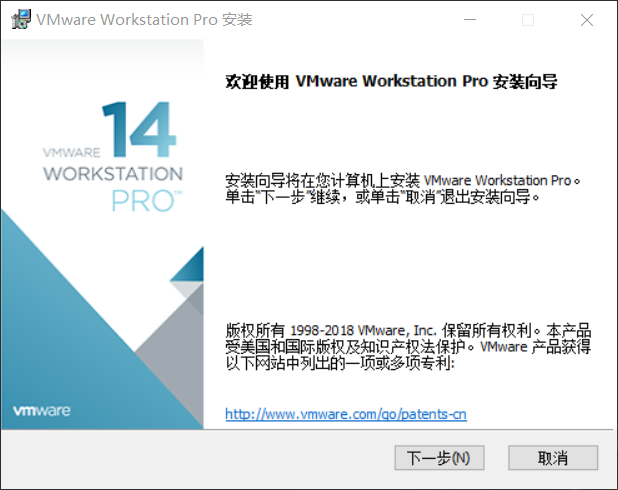 VMware Workstation Pro 安装
VMWARE 14
WORKSTATION
PRO™
vmware
欢迎使用 VMware Workstation Pro 安装向导
安装向导将在您计算机上安装 VMware Workstation Pro。
单击“下一步”继续，或单击“取消”退出安装向导。
版权所有 1998-2018 VMware, Inc. 保留所有权利。本产品
受美国和国际版权及知识产权法保护。VMware 产品获得
以下网站中列出的一项或多项专利:
http://www.vmware.com/go/patents-cn
下一步(N)
取消